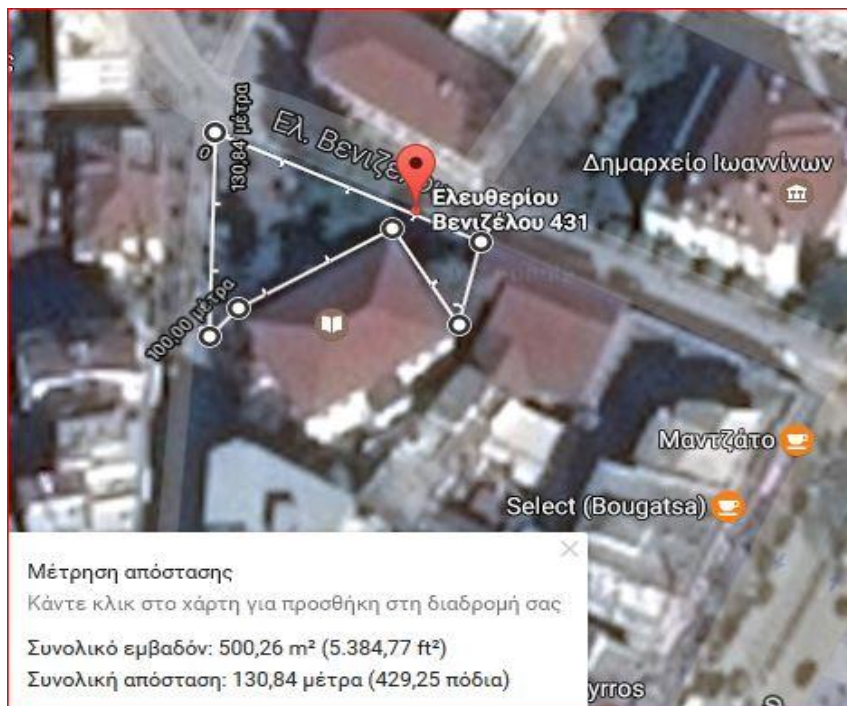 130,84 μέτρα
0
Ελ. Βενιζέλου
Ελευθερίου
Βενιζέλου 431
Δημαρχείο Ιωαννίνων
100,00 μέτρα
Μαντζάτο
Select (Bougatsa)
Μέτρηση απόστασης
Κάντε κλικ στο χάρτη για προσθήκη στη διαδρομή σας
Συνολικό εμβαδόν: 500,26 m² (5.384,77 ft²)
Συνολική απόσταση: 130,84 μέτρα (429,25 πόδια)
yrros